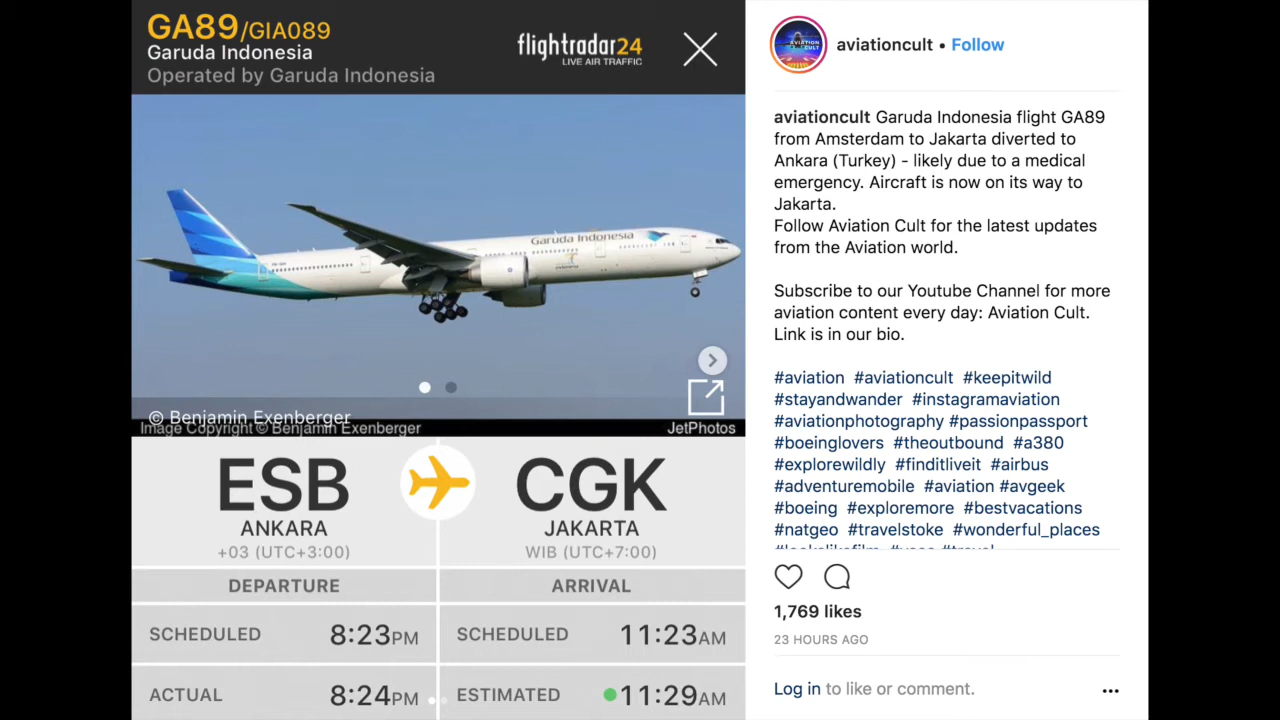 GA89/GIA089
Garuda Indonesia
Operated by Garuda Indonesia
flightradar24
LIVE AIR TRAFFIC
Garuda Indonesia
© Benjamin Exenberger
Image Copyright © Benjamin Exenberger
JetPhotos
ESB
ANKARA
+03 (UTC+3:00)
CGK
JAKARTA
WIB (UTC+7:00)
DEPARTURE
ARRIVAL
SCHEDULED 8:23PM
SCHEDULED 11:23AM
ACTUAL 8:24PM
ESTIMATED 11:29AM
AVIATION
CULT
aviationcult • Follow
aviationcult Garuda Indonesia flight GA89
from Amsterdam to Jakarta diverted to
Ankara (Turkey) - likely due to a medical
emergency. Aircraft is now on its way to
Jakarta.
Follow Aviation Cult for the latest updates
from the Aviation world.
Subscribe to our Youtube Channel for more
aviation content every day: Aviation Cult.
Link is in our bio.
#aviation #aviationcult #keepitwild
#stayandwander #instagramaviation
#aviationphotography #passionpassport
#boeinglovers #theoutbound #a380
#explorewildly #finditliveit #airbus
#adventuremobile #aviation #avgeek
#boeing #exploremore #bestvacations
#natgeo #travelstoke #wonderful_places
1,769 likes
23 HOURS AGO
Log in to like or comment.